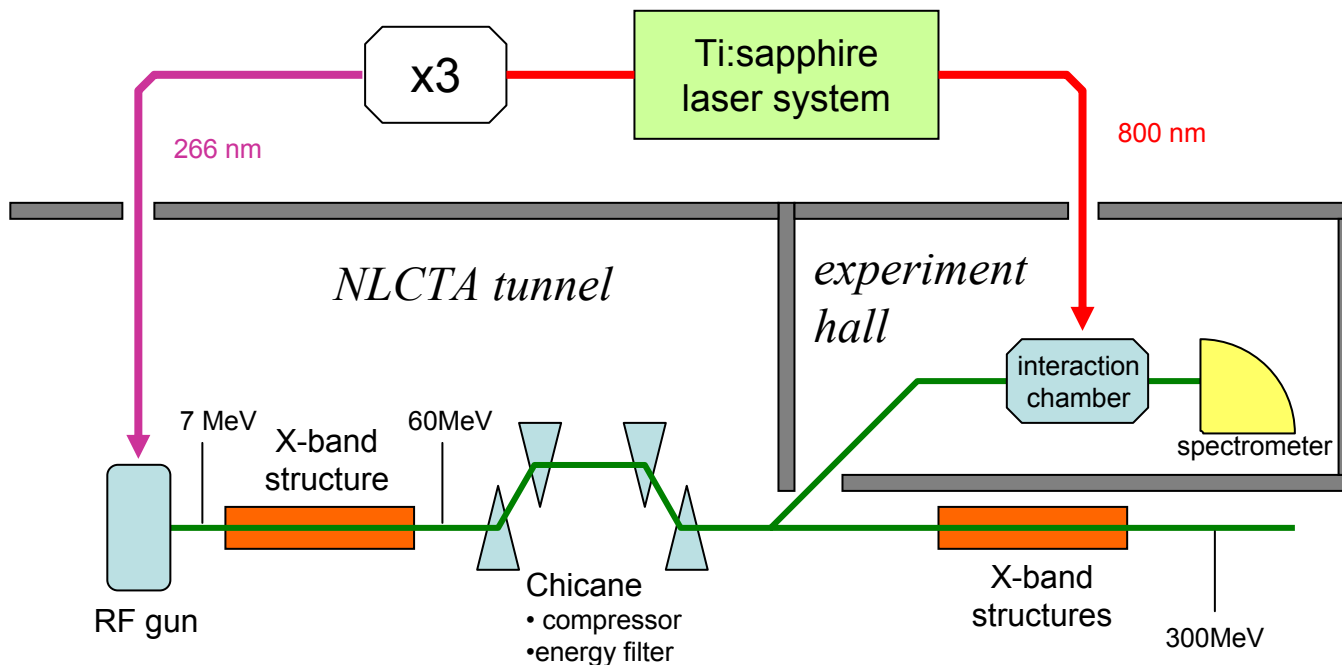 x3
Ti:sapphire
laser system
266 nm
800 nm
NLCTA tunnel
experiment
hall
interaction
chamber
spectrometer
7 MeV
X-band
structure
60MeV
RF gun
Chicane
• compressor
•energy filter
X-band
structures
300MeV